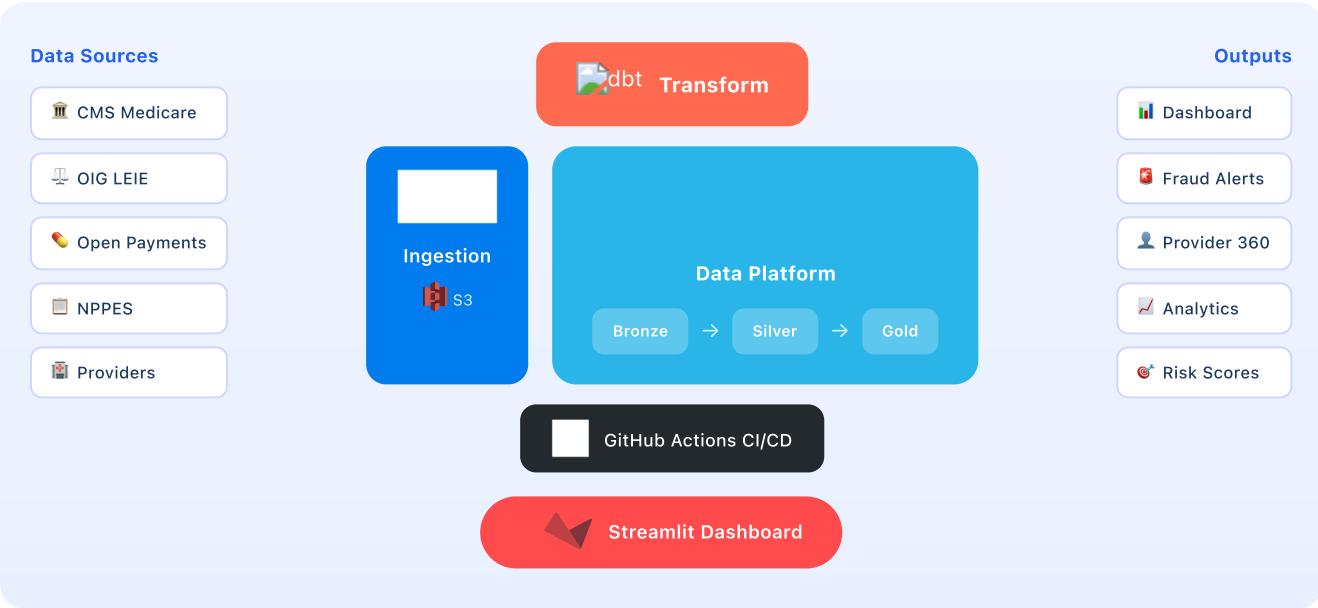 Data Sources
CMS Medicare
OIG LEIE
Open Payments
NPPES
Providers
dbt Transform
Ingestion
S3
Data Platform
Bronze → Silver → Gold
GitHub Actions CI/CD
Streamlit Dashboard
Outputs
Dashboard
Fraud Alerts
Provider 360
Analytics
Risk Scores